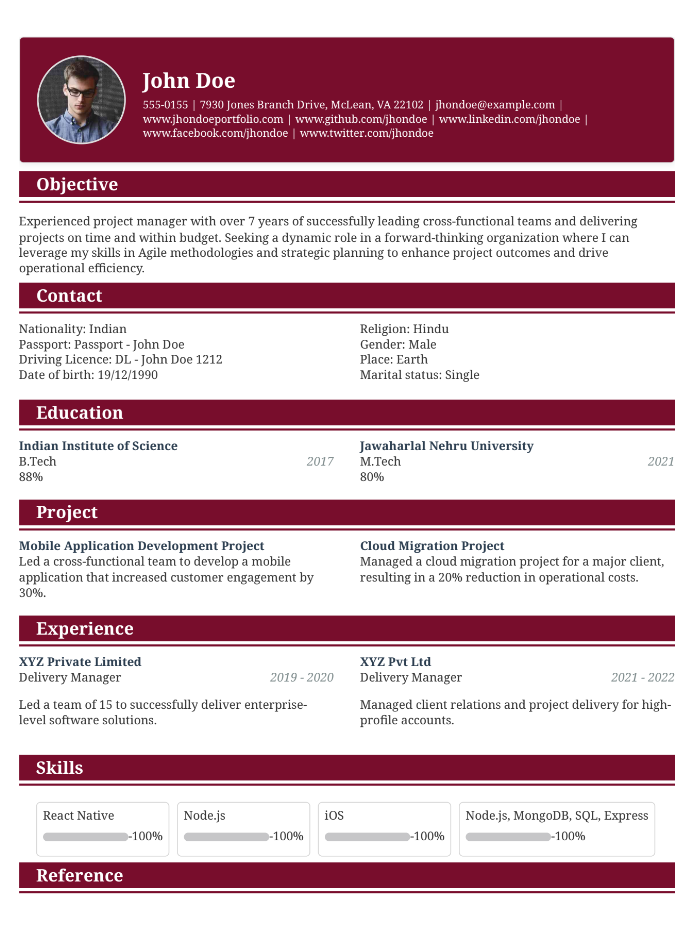 John Doe
555-0155 | 7930 Jones Branch Drive, McLean, VA 22102 | jhondoe@example.com |
www.jhondoeportfolio.com | www.github.com/jhondoe | www.linkedin.com/jhondoe |
www.facebook.com/jhondoe | www.twitter.com/jhondoe
Objective
Experienced project manager with over 7 years of successfully leading cross-functional teams and delivering
projects on time and within budget. Seeking a dynamic role in a forward-thinking organization where I can
leverage my skills in Agile methodologies and strategic planning to enhance project outcomes and drive
operational efficiency.
Contact
Nationality: Indian
Passport: Passport - John Doe
Driving Licence: DL - John Doe 1212
Date of birth: 19/12/1990
Religion: Hindu
Gender: Male
Place: Earth
Marital status: Single
Education
Indian Institute of Science
B.Tech 2017
88%
Jawaharlal Nehru University
M.Tech 2021
80%
Project
Mobile Application Development Project
Led a cross-functional team to develop a mobile
application that increased customer engagement by
30%.
Cloud Migration Project
Managed a cloud migration project for a major client,
resulting in a 20% reduction in operational costs.
Experience
XYZ Private Limited
Delivery Manager 2019 - 2020
Led a team of 15 to successfully deliver enterprise-
level software solutions.
XYZ Pvt Ltd
Delivery Manager 2021 - 2022
Managed client relations and project delivery for high-
profile accounts.
Skills
React Native
-100%
Node.js
-100%
iOS
-100%
Node.js, MongoDB, SQL, Express
-100%
Reference